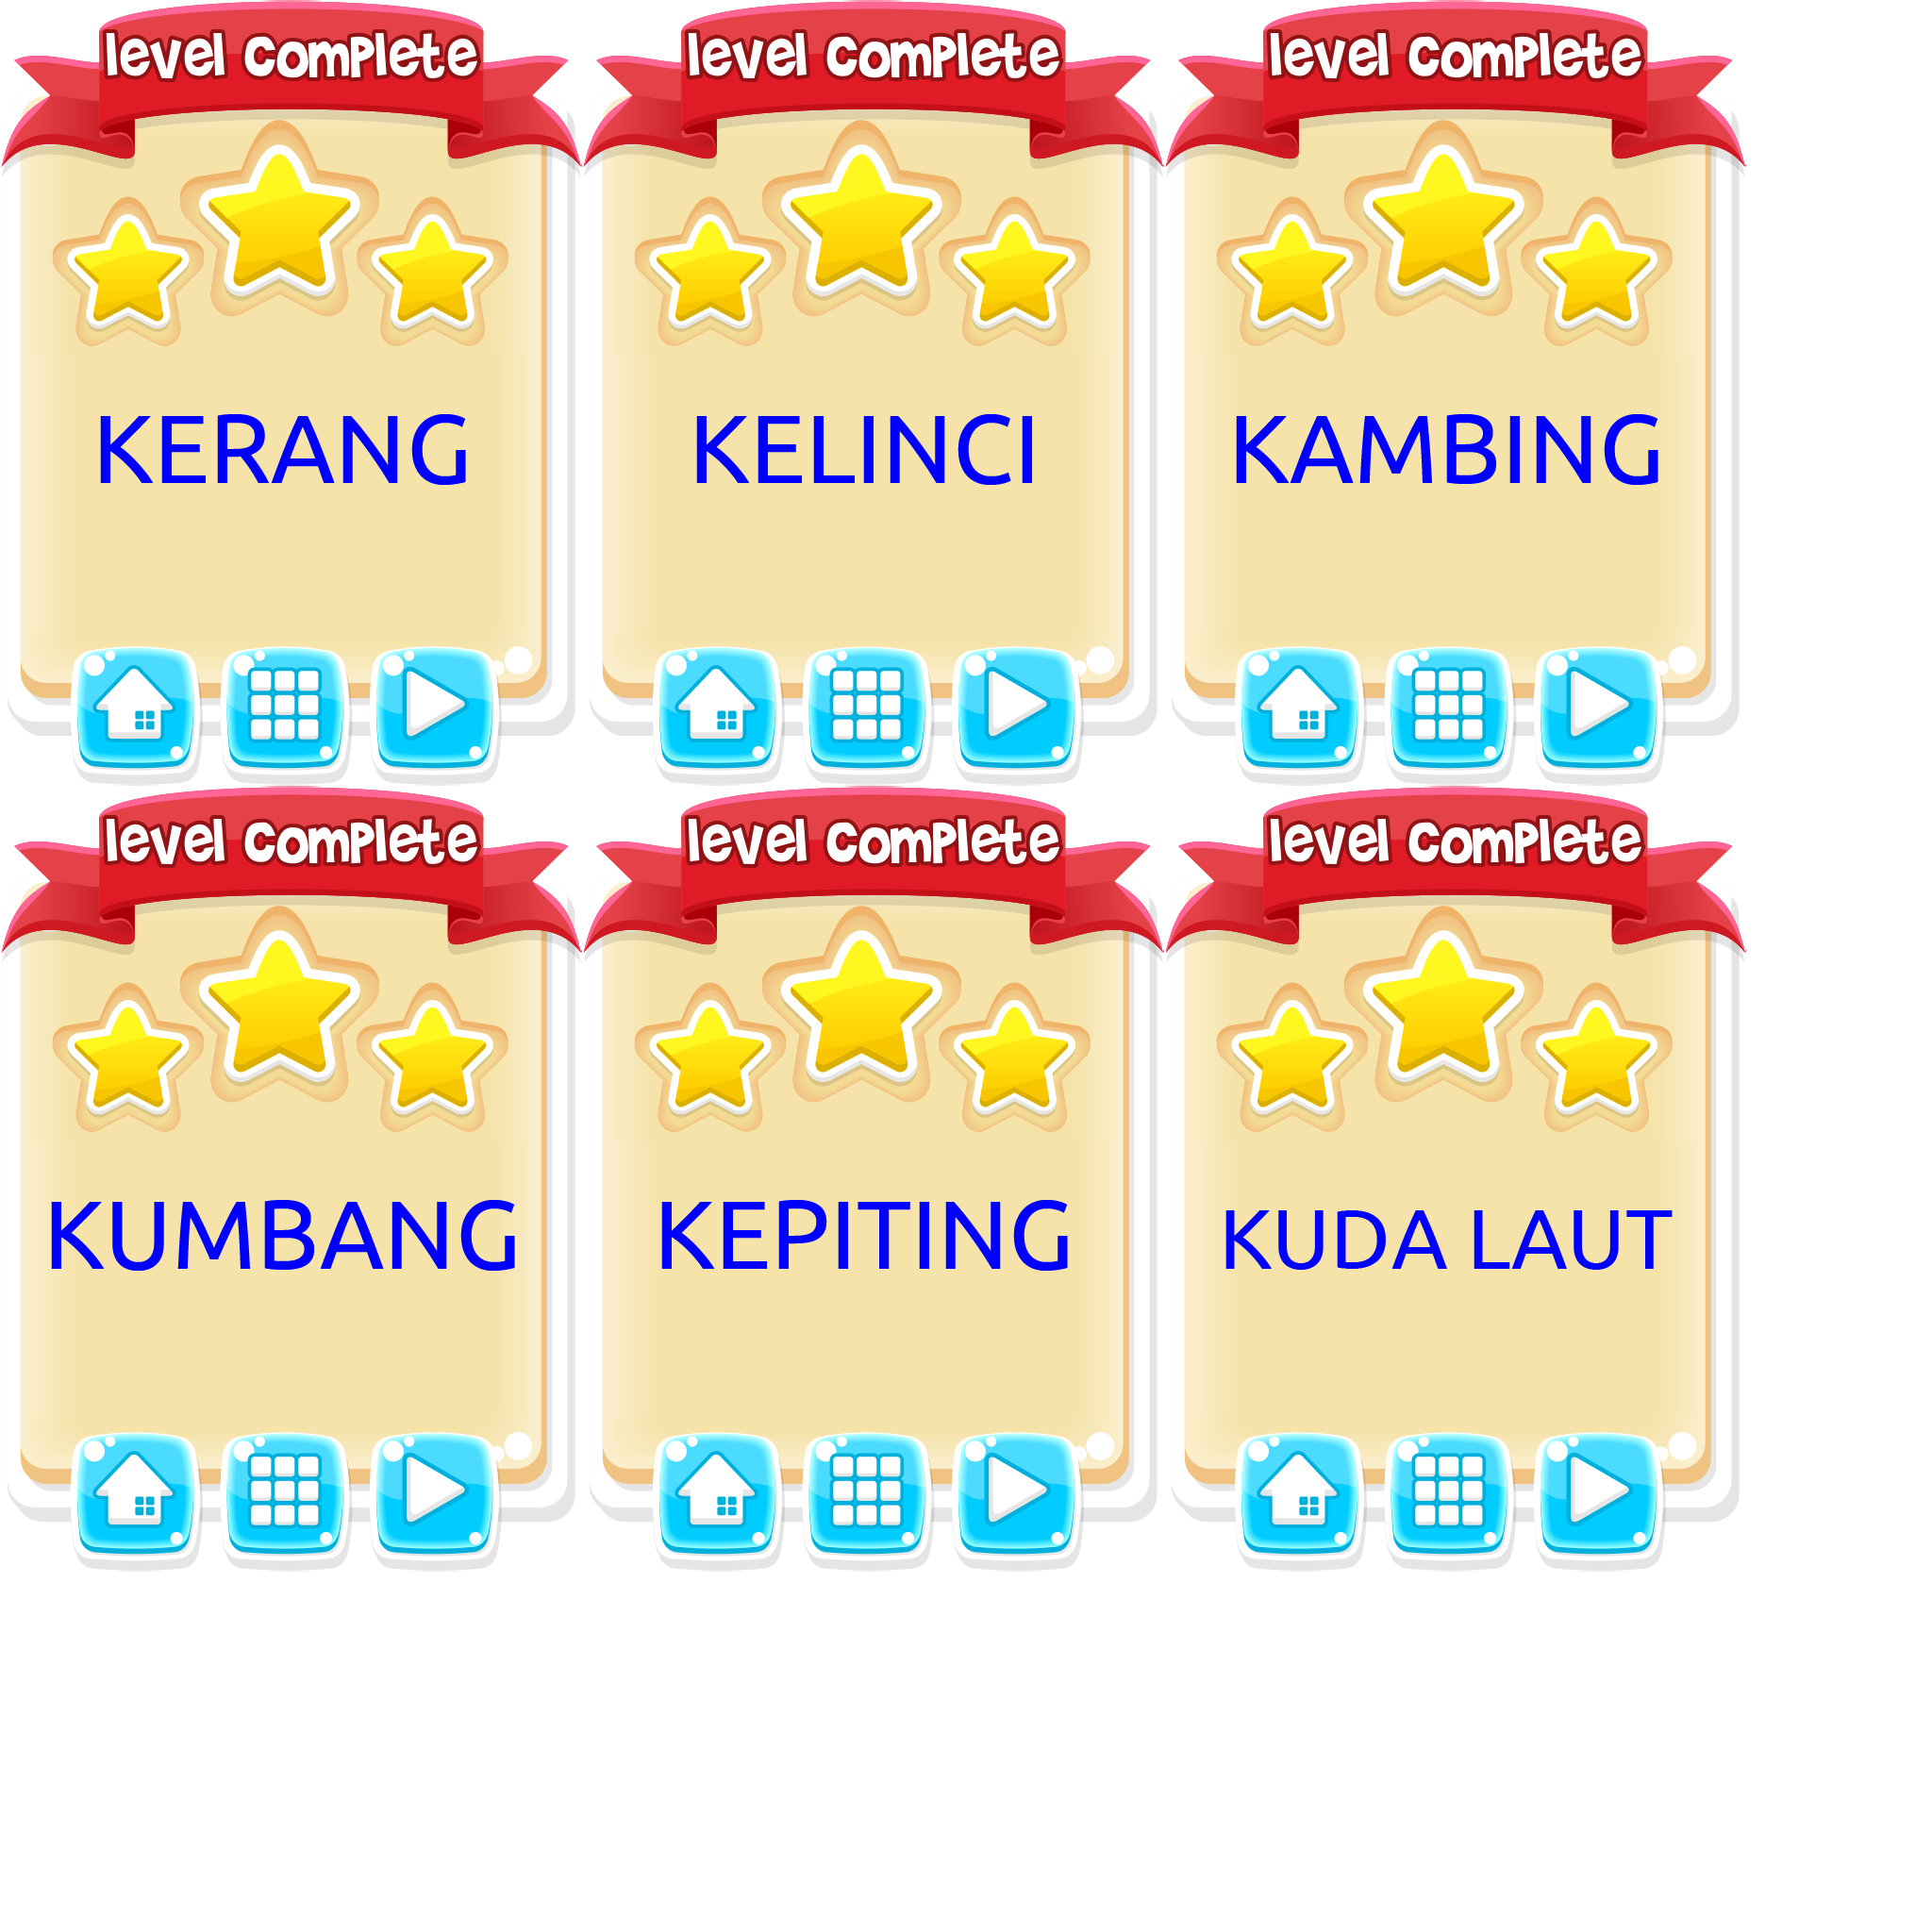 level complete
level complete
level complete
KERANG
KELINCI
KAMBING
level complete
level complete
level complete
KUMBANG
KEPITING
KUDA LAUT